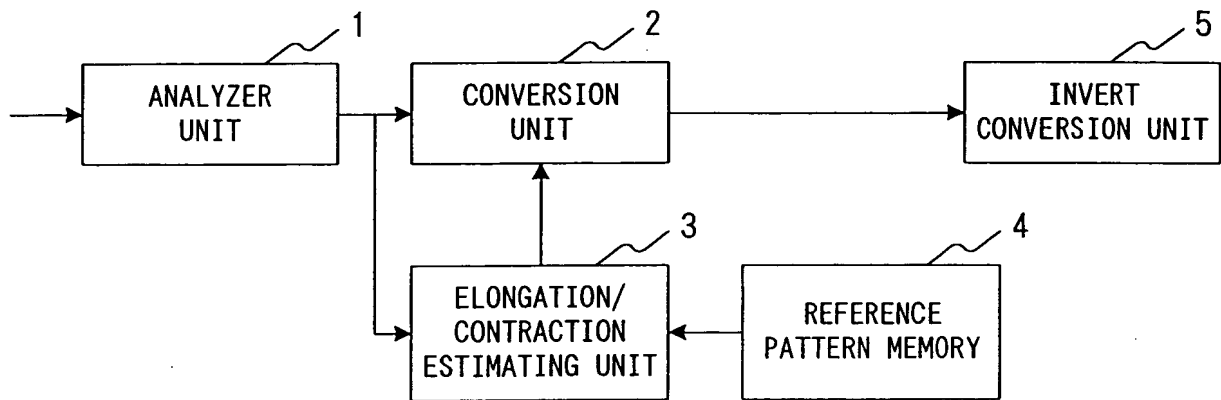 1
ANALYZER
UNIT
2
CONVERSION
UNIT
5
INVERT
CONVERSION UNIT
3
ELONGATION/
CONTRACTION
ESTIMATING UNIT
4
REFERENCE
PATTERN MEMORY